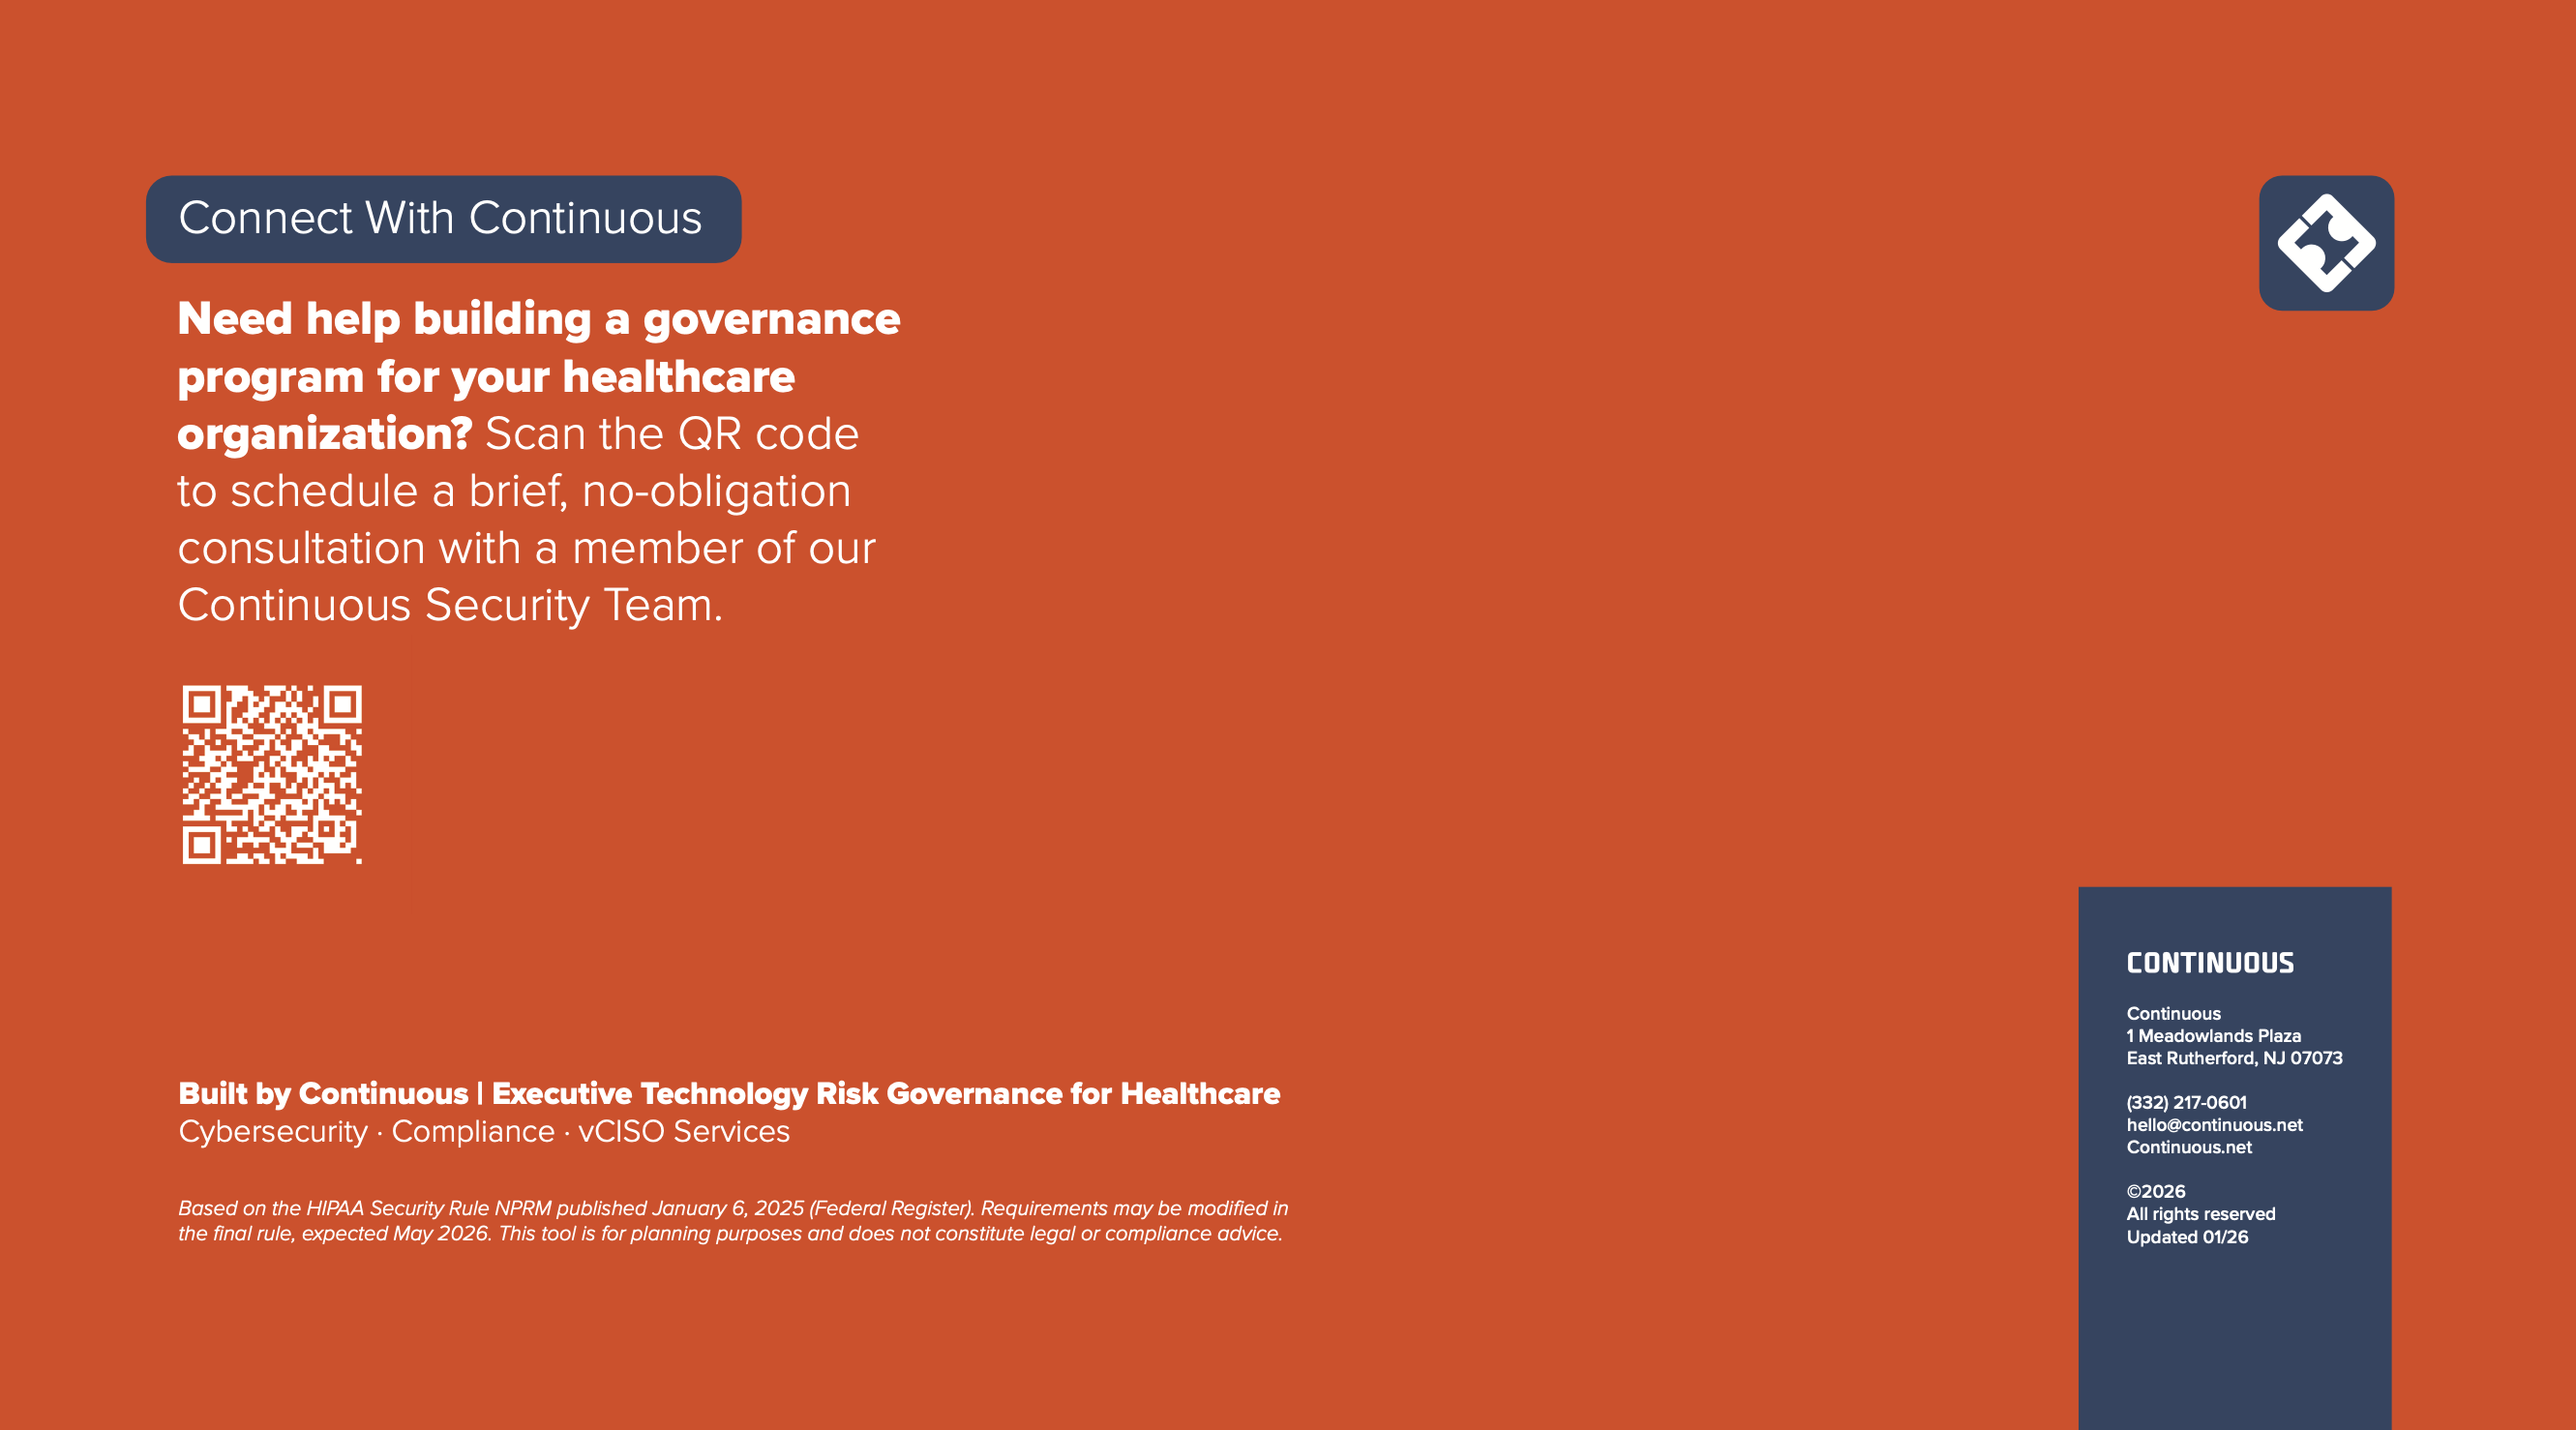 Connect With Continuous
Need help building a governance
program for your healthcare
organization? Scan the QR code
to schedule a brief, no-obligation
consultation with a member of our
Continuous Security Team.
Built by Continuous | Executive Technology Risk Governance for Healthcare
Cybersecurity · Compliance · vCISO Services
Based on the HIPAA Security Rule NPRM published January 6, 2025 (Federal Register). Requirements may be modified in
the final rule, expected May 2026. This tool is for planning purposes and does not constitute legal or compliance advice.
CONTINUOUS
Continuous
1 Meadowlands Plaza
East Rutherford, NJ 07073
(332) 217-0601
hello@continuous.net
Continuous.net
©2026
All rights reserved
Updated 01/26